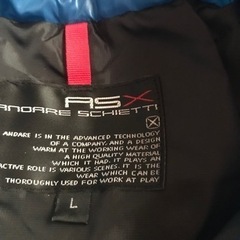 ASX
ANDARE SCHIETTI
X
ANDARE IS IN THE ADVANCED TECHNOLOGY
OF A COMPANY. AND A DESIGN
WARM AT THE WORKING WEAR OF
A HIGH QUALITY MATERIAL
WHICH IT HAD. IT PLAYS AN
ACTIVE ROLE IS VARIOUS SCENES. IT IS THE
WEAR WHICH CAN BE
THOROUGHLY USED FOR WORK AT PLAY
L